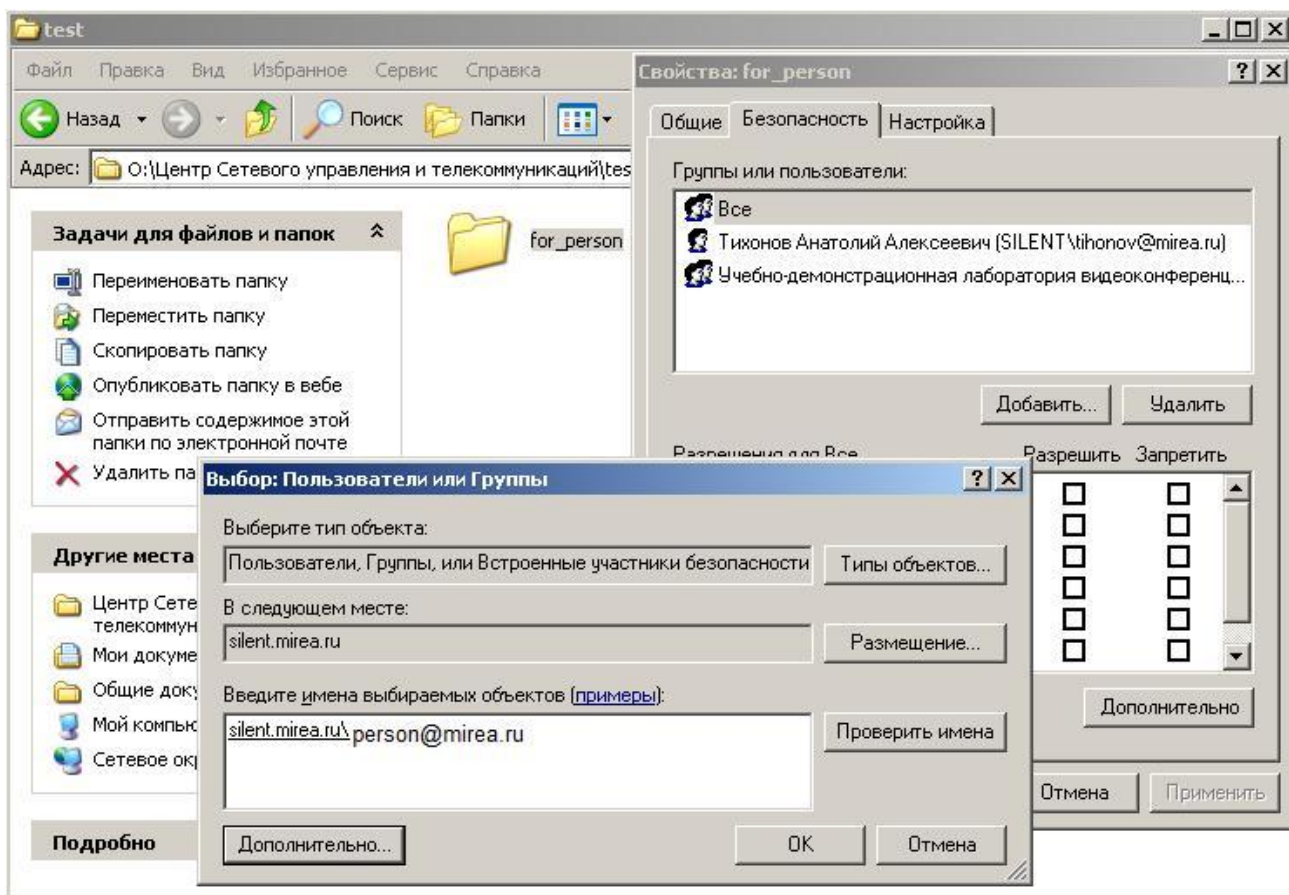 test
Файл Правка Вид Избранное Сервис Справка
Назад Поиск Папки
Адрес: O:\Центр Сетевого управления и телекоммуникаций\tes
Задачи для файлов и папок
Переименовать папку
Переместить папку
Скопировать папку
Опубликовать папку в вебе
Отправить содержимое этой
папки по электронной почте
Удалить па
Другие места
Центр Сете
телекоммун
Мои докуме
Общие доку
Мой компьк
Сетевое окр
Подробно
for_person
Свойства: for_person
Общие Безопасность Настройка
Группы или пользователи:
Все
Тихонов Анатолий Алексеевич (SILENT\tihonov@mirea.ru)
Учебно-демонстрационная лаборатория видеоконференц...
Добавить... Удалить
Разрешения для Все Разрешить Запретить
Дополнительно
Отмена Применить
Выбор: Пользователи или Группы
Выберите тип объекта:
Пользователи, Группы, или Встроенные участники безопасности Типы объектов...
В следующем месте:
silent.mirea.ru Размещение...
Введите имена выбираемых объектов (примеры):
silent.mirea.ru\person@mirea.ru Проверить имена
Дополнительно... OK Отмена